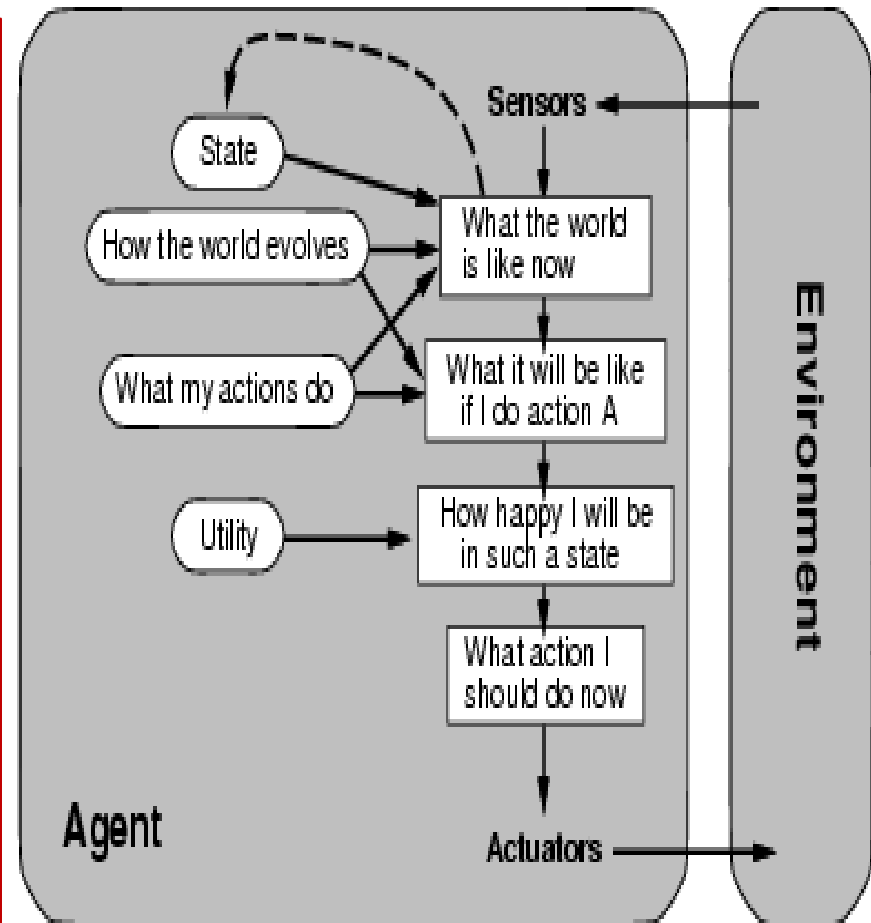 Sensors
State
What the world
is like now
How the world evolves
What it will be like
if I do action A
What my actions do
How happy I will be
in such a state
Utility
What action I
should do now
Agent
Actuators
Environment